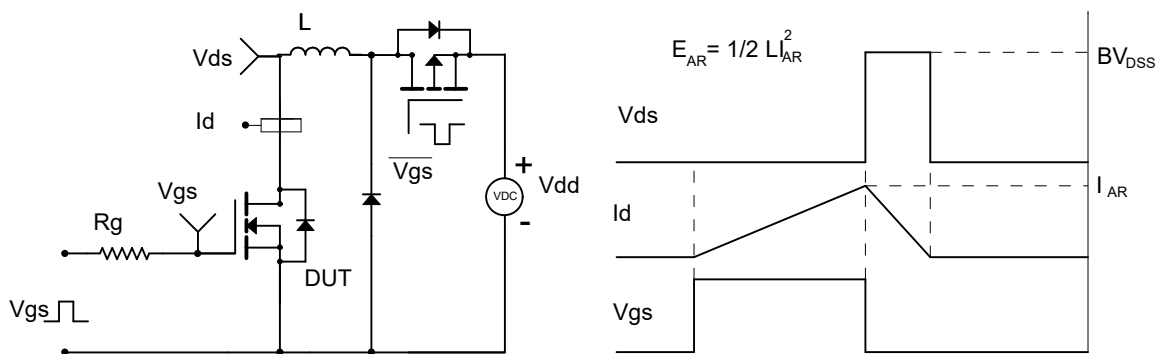 L
Vds
Id
Vgs
Vgs
+
VDC
Vdd
-
Vgs
Rg
DUT
Vgs
E_AR= 1/2 LI_AR^2
BV_DSS
Vds
I_AR
Id
Vgs